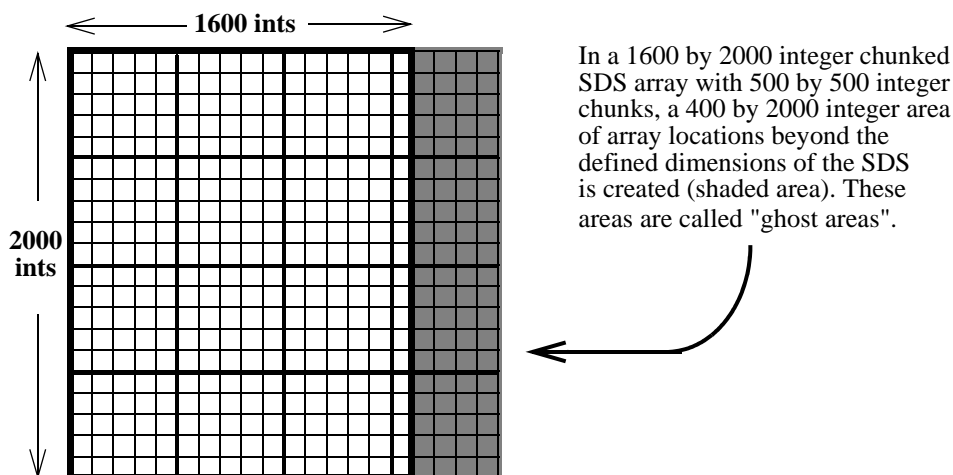 1600 ints
In a 1600 by 2000 integer chunked
SDS array with 500 by 500 integer
chunks, a 400 by 2000 integer area
of array locations beyond the
defined dimensions of the SDS
is created (shaded area). These
areas are called "ghost areas".
2000
ints